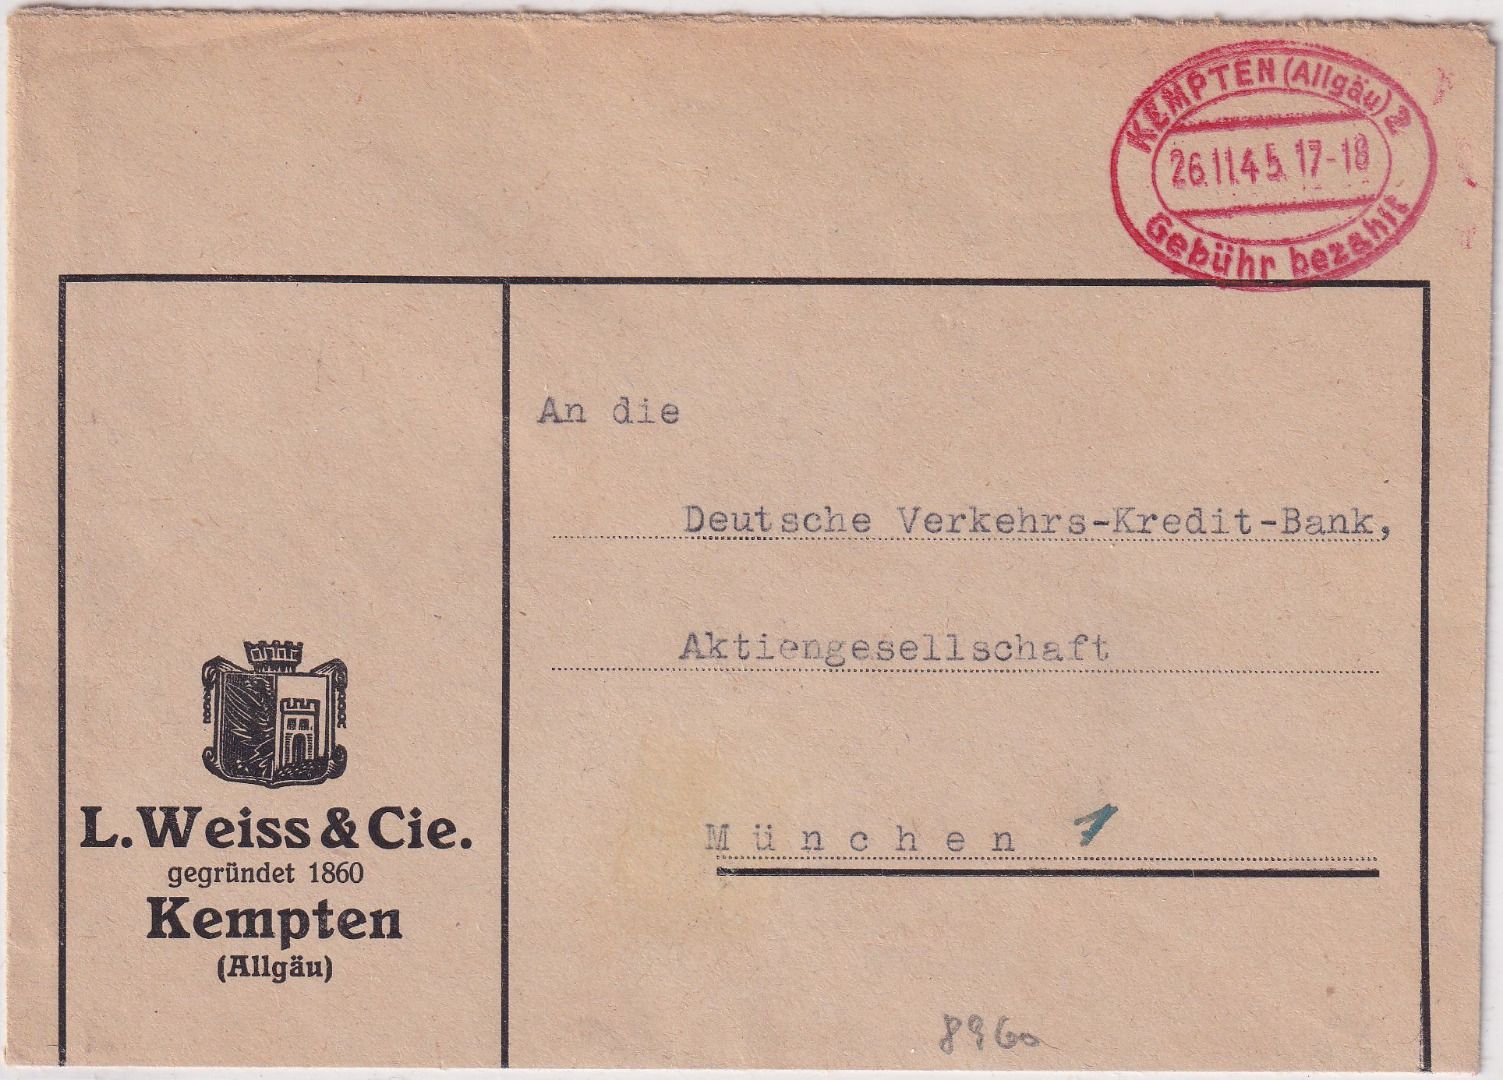 KEMPTEN (Allgäu) 2
26.11.45.17-18
Gebühr bezahlt
An die
Deutsche Verkehrs-Kredit-Bank,
Aktiengesellschaft
München 1
L. Weiss & Cie.
gegründet 1860
Kempten
(Allgäu)
8960